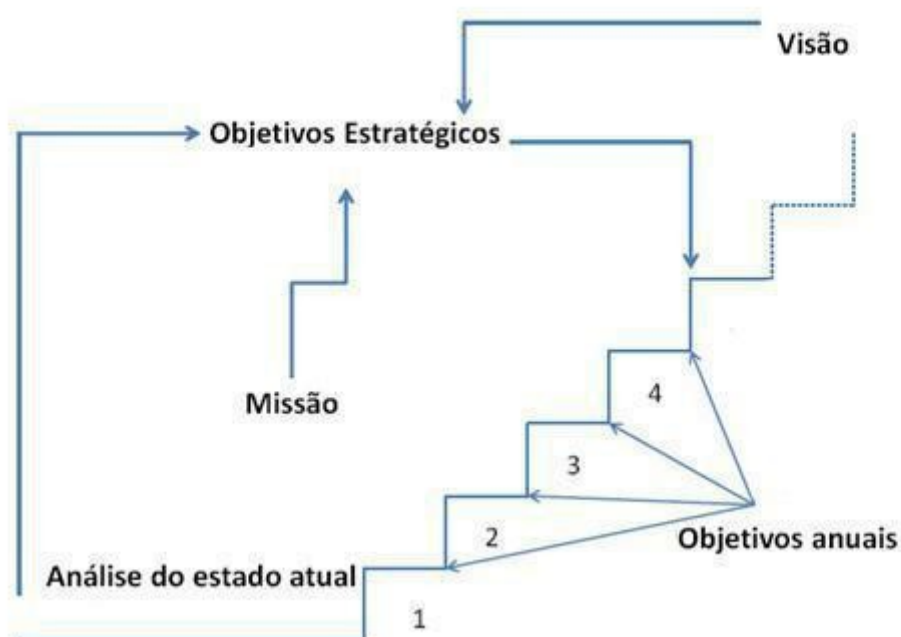 Visão
Objetivos Estratégicos
Missão
4
3
2
Objetivos anuais
Análise do estado atual
1